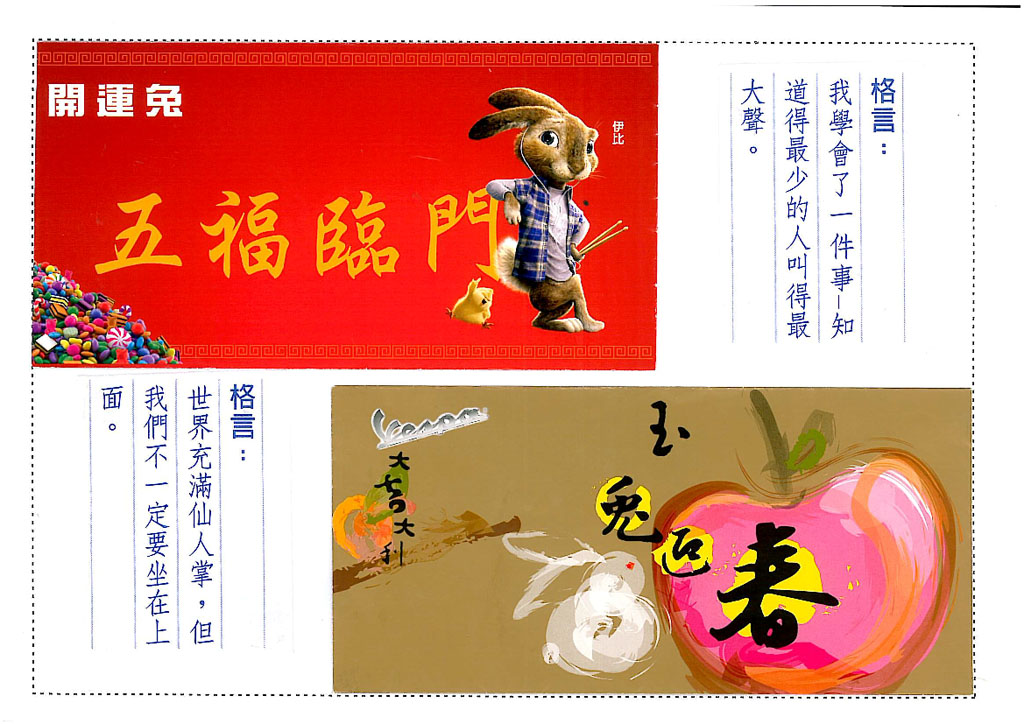 開運兔
伊比
五福臨門
格言：
我學會了一件事–知
道得最少的人叫得最
大聲。
格言：
世界充滿仙人掌，但
我們不一定要坐在上
面。
Vespa
大吉大利
玉兔迎春